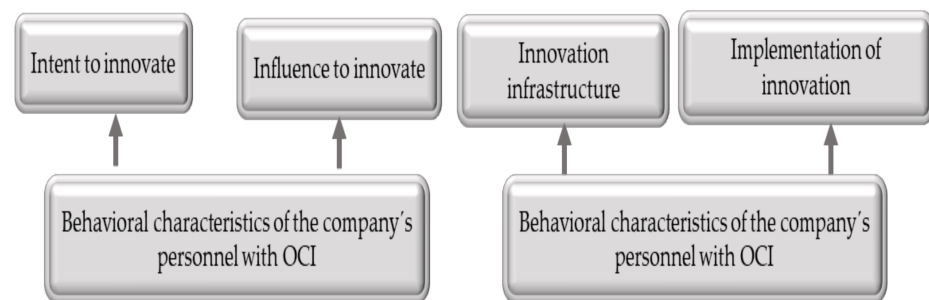 Intent to innovate
Influence to innovate
Innovation
infrastructure
Implementation of
innovation
Behavioral characteristics of the company´s
personnel with OCI
Behavioral characteristics of the company´s
personnel with OCI